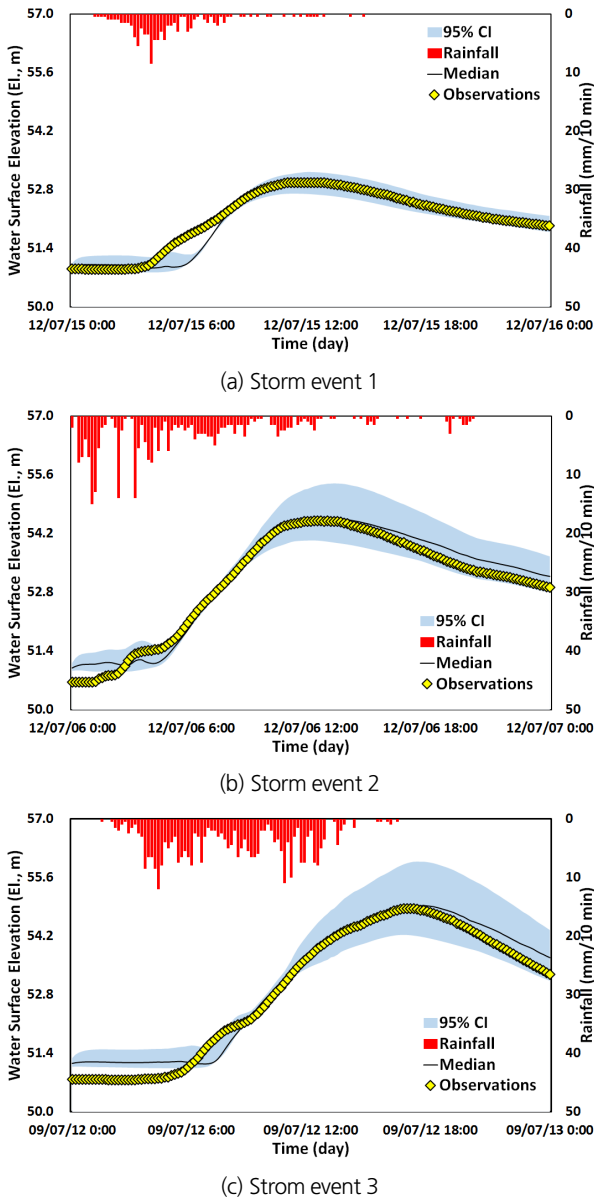 57.0
55.6
54.2
52.8
51.4
50.0
Water Surface Elevation (El., m)
95% CI
Rainfall
Median
Observations
0
10
20
30
40
50
Rainfall (mm/10 min)
12/07/15 0:00 12/07/15 6:00 12/07/15 12:00 12/07/15 18:00 12/07/16 0:00
Time (day)
(a) Storm event 1
57.0
55.6
54.2
52.8
51.4
50.0
Water Surface Elevation (El., m)
95% CI
Rainfall
Median
Observations
0
10
20
30
40
50
Rainfall (mm/10 min)
12/07/06 0:00 12/07/06 6:00 12/07/06 12:00 12/07/06 18:00 12/07/07 0:00
Time (day)
(b) Storm event 2
57.0
55.6
54.2
52.8
51.4
50.0
Water Surface Elevation (El., m)
95% CI
Rainfall
Median
Observations
0
10
20
30
40
50
Rainfall (mm/10 min)
09/07/12 0:00 09/07/12 6:00 09/07/12 12:00 09/07/12 18:00 09/07/13 0:00
Time (day)
(c) Strom event 3